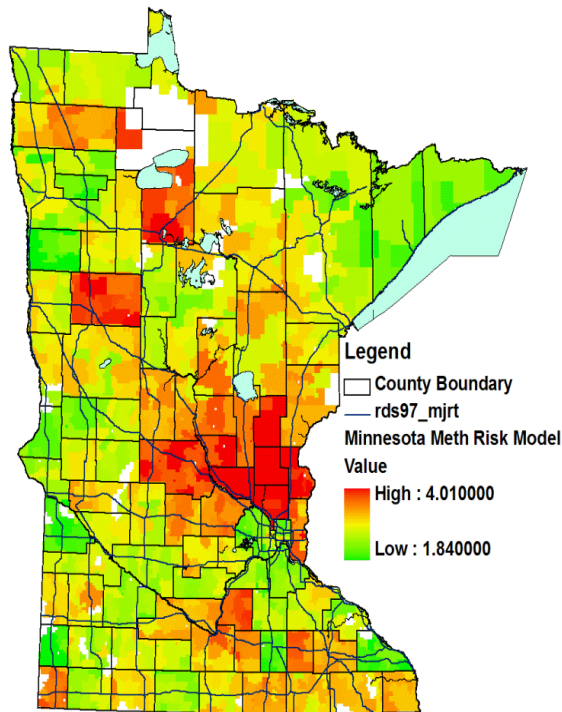 Legend
County Boundary
rds97_mjrt
Minnesota Meth Risk Model
Value
High : 4.010000
Low : 1.840000